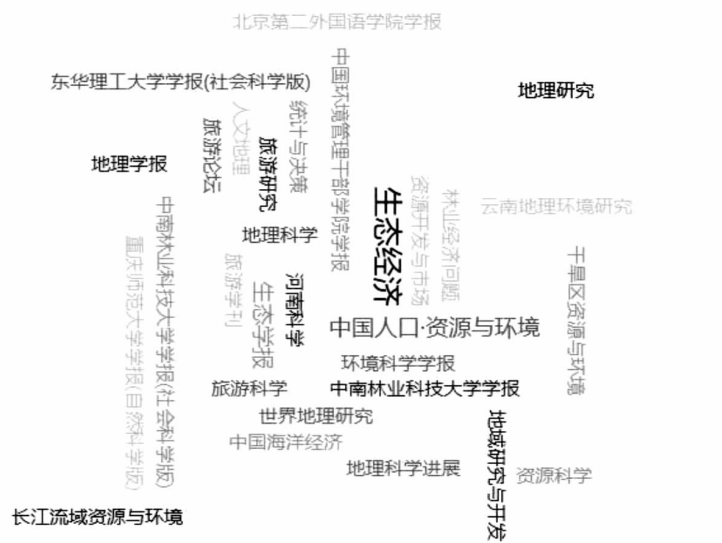 北京第二外国语学院学报
东华理工大学学报(社会科学版)
中国环境管理干部学院学报
地理研究
统计与决策
人文地理
旅游论坛
旅游研究
地理学报
资源开发与市场
生态经济
林业经济问题
云南地理环境研究
中南林业科技大学学报(社会科学版)
地理科学
重庆师范大学学报(自然科学版)
干旱区资源与环境
旅游学刊
生态学报
河南科学
中国人口·资源与环境
环境科学学报
旅游科学
中南林业科技大学学报
世界地理研究
地域研究与开发
中国海洋经济
地理科学进展
资源科学
长江流域资源与环境